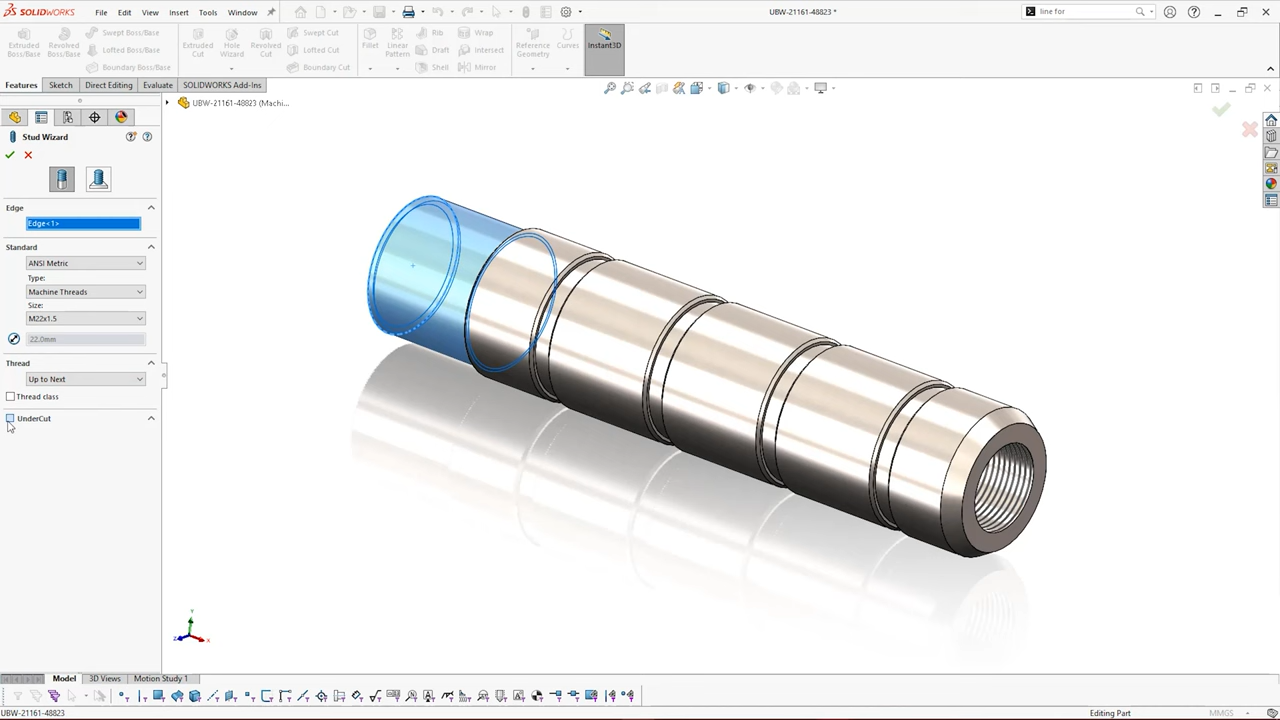 SOLIDWORKS
File
Edit
View
Insert
Tools
Window
UBW-21161-48823 *
line for
Extruded Boss/Base
Revolved Boss/Base
Swept Boss/Base
Lofted Boss/Base
Boundary Boss/Base
Extruded Cut
Hole Wizard
Revolved Cut
Swept Cut
Lofted Cut
Boundary Cut
Fillet
Linear Pattern
Rib
Draft
Shell
Wrap
Intersect
Mirror
Reference Geometry
Curves
Instant3D
Features
Sketch
Direct Editing
Evaluate
SOLIDWORKS Add-Ins
UBW-21161-48823 (Machi...
Stud Wizard
Edge
Edge<1>
Standard
ANSI Metric
Type:
Machine Threads
Size:
M22x1.5
22.0mm
Thread
Up to Next
Thread class
UnderCut
Y
X
Z
Model
3D Views
Motion Study 1
UBW-21161-48823
Editing Part
MMGS